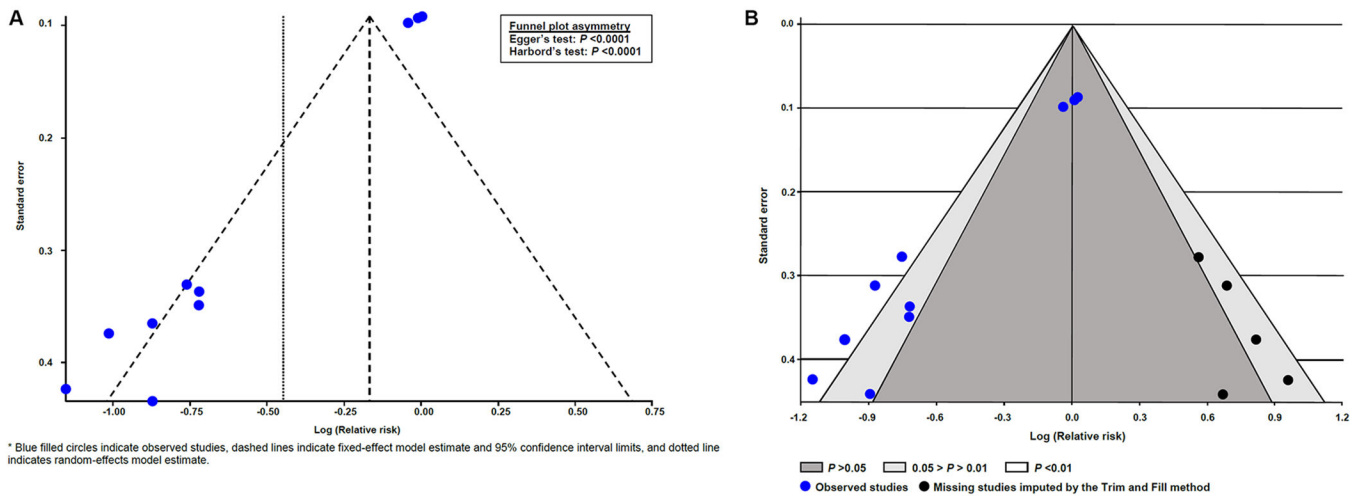 A
Funnel plot asymmetry
Egger's test: P <0.0001
Harbord's test: P <0.0001
0.1
0.2
0.3
0.4
Standard error
-1.00
-0.75
-0.50
-0.25
0.00
0.25
0.50
0.75
Log (Relative risk)
* Blue filled circles indicate observed studies, dashed lines indicate fixed-effect model estimate and 95% confidence interval limits, and dotted line
indicates random-effects model estimate.
B
0.0
0.1
0.2
0.3
0.4
Standard error
-1.2
-0.9
-0.6
-0.3
0.0
0.3
0.6
0.9
1.2
Log (Relative risk)
P >0.05
0.05 > P > 0.01
P <0.01
Observed studies
Missing studies imputed by the Trim and Fill method